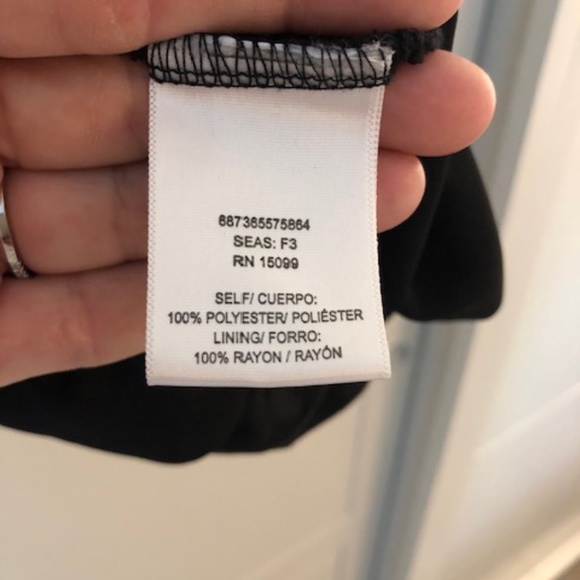 687365575864
SEAS: F3
RN 15099
SELF/ CUERPO:
100% POLYESTER/ POLIÉSTER
LINING/ FORRO:
100% RAYON / RAYÓN